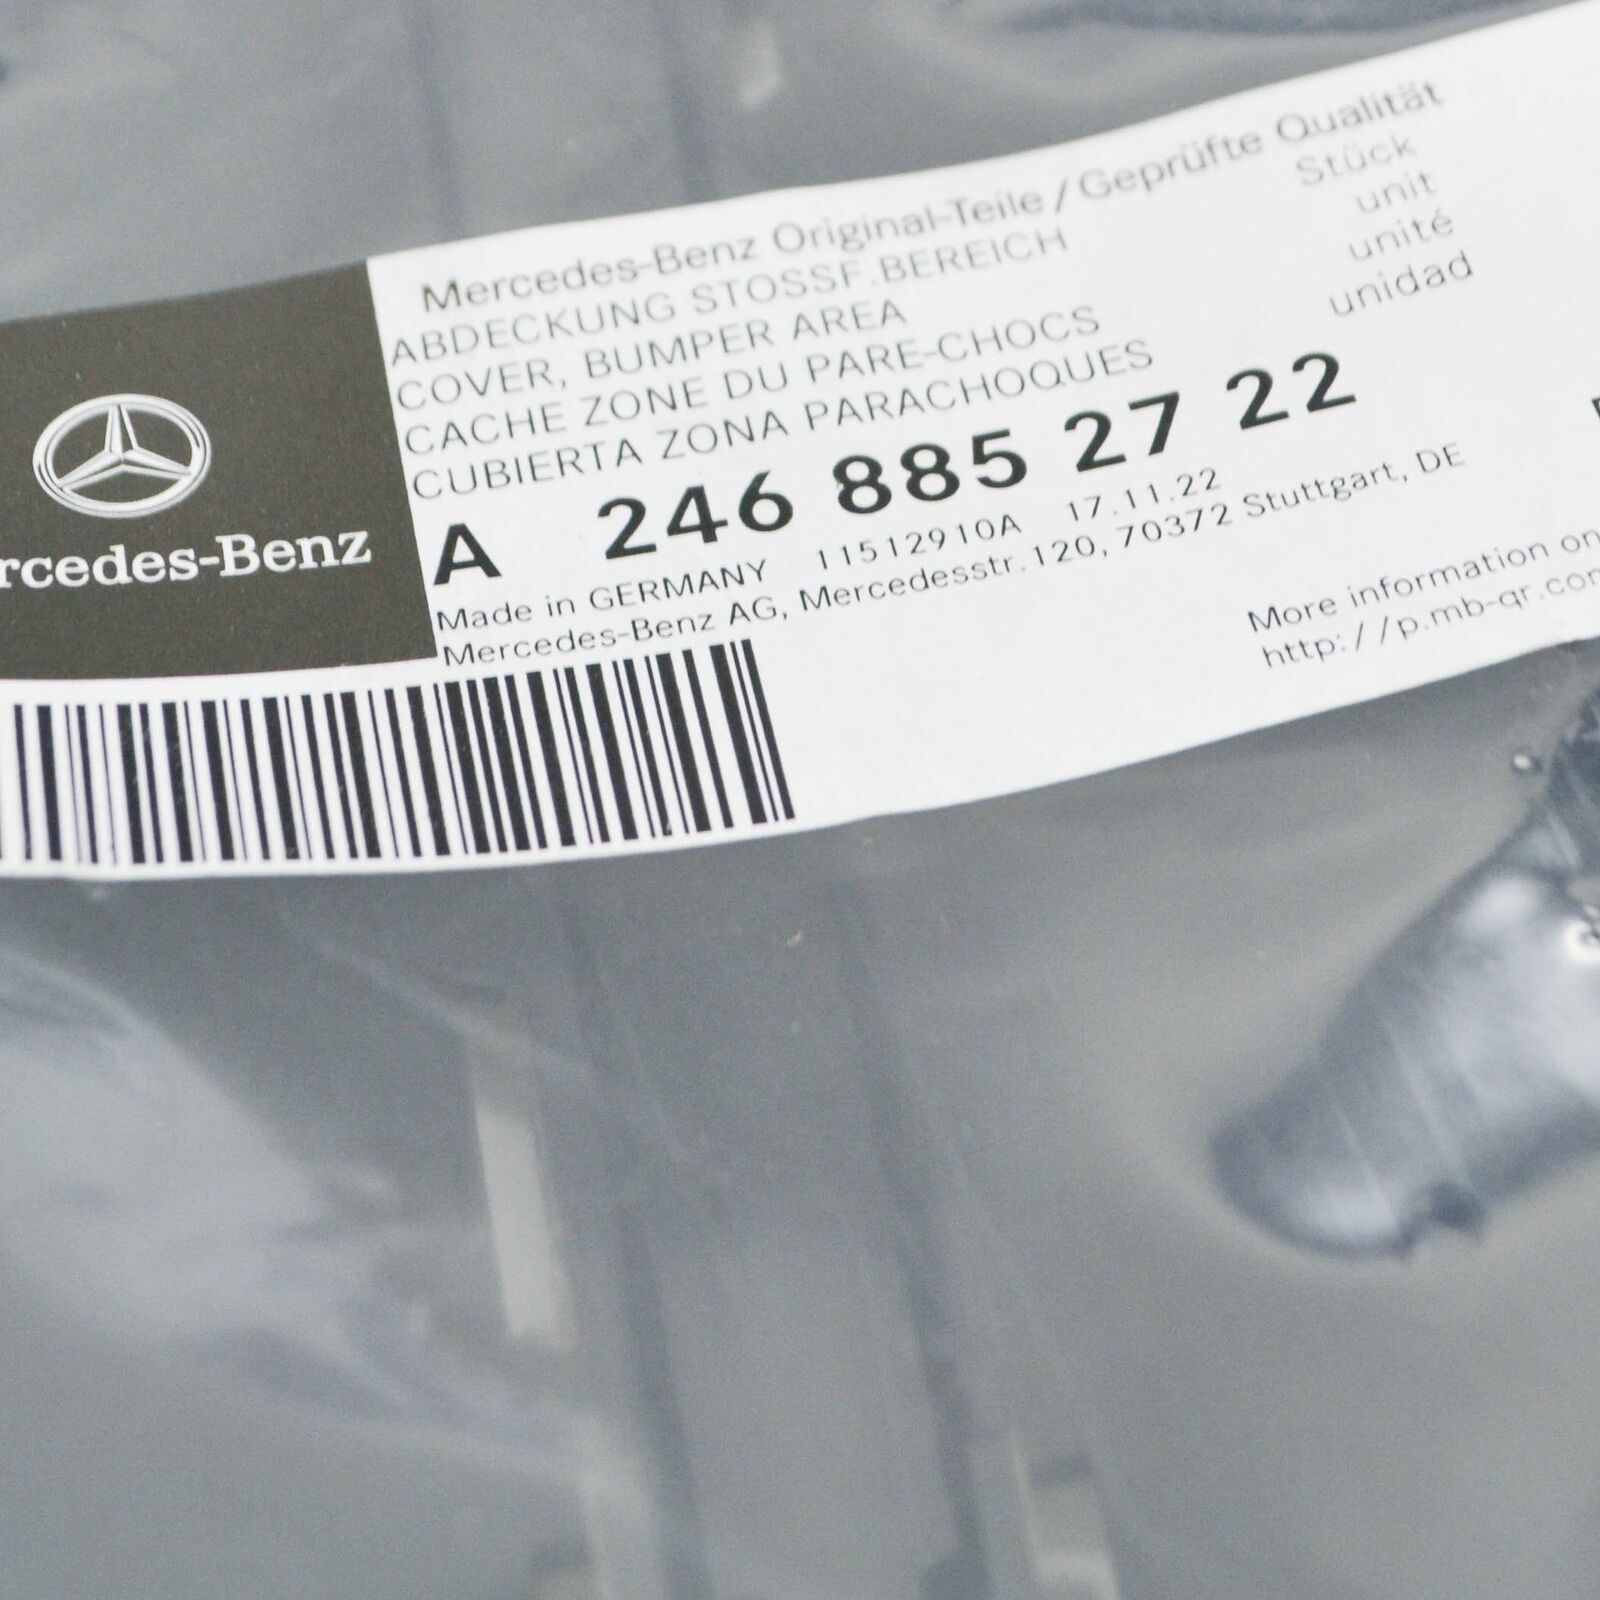 Mercedes-Benz Original-Teile / Geprüfte Qualität
ABDECKUNG STOSSF.BEREICH
COVER, BUMPER AREA
CACHE ZONE DU PARE-CHOCS
CUBIERTA ZONA PARACHOQUES
Stück
unit
unité
unidad
A 246 885 27 22
Made in GERMANY 11512910A 17.11.22
Mercedes-Benz AG, Mercedesstr.120, 70372 Stuttgart, DE
rcedes-Benz
More information on
http://p.mb-qr.com